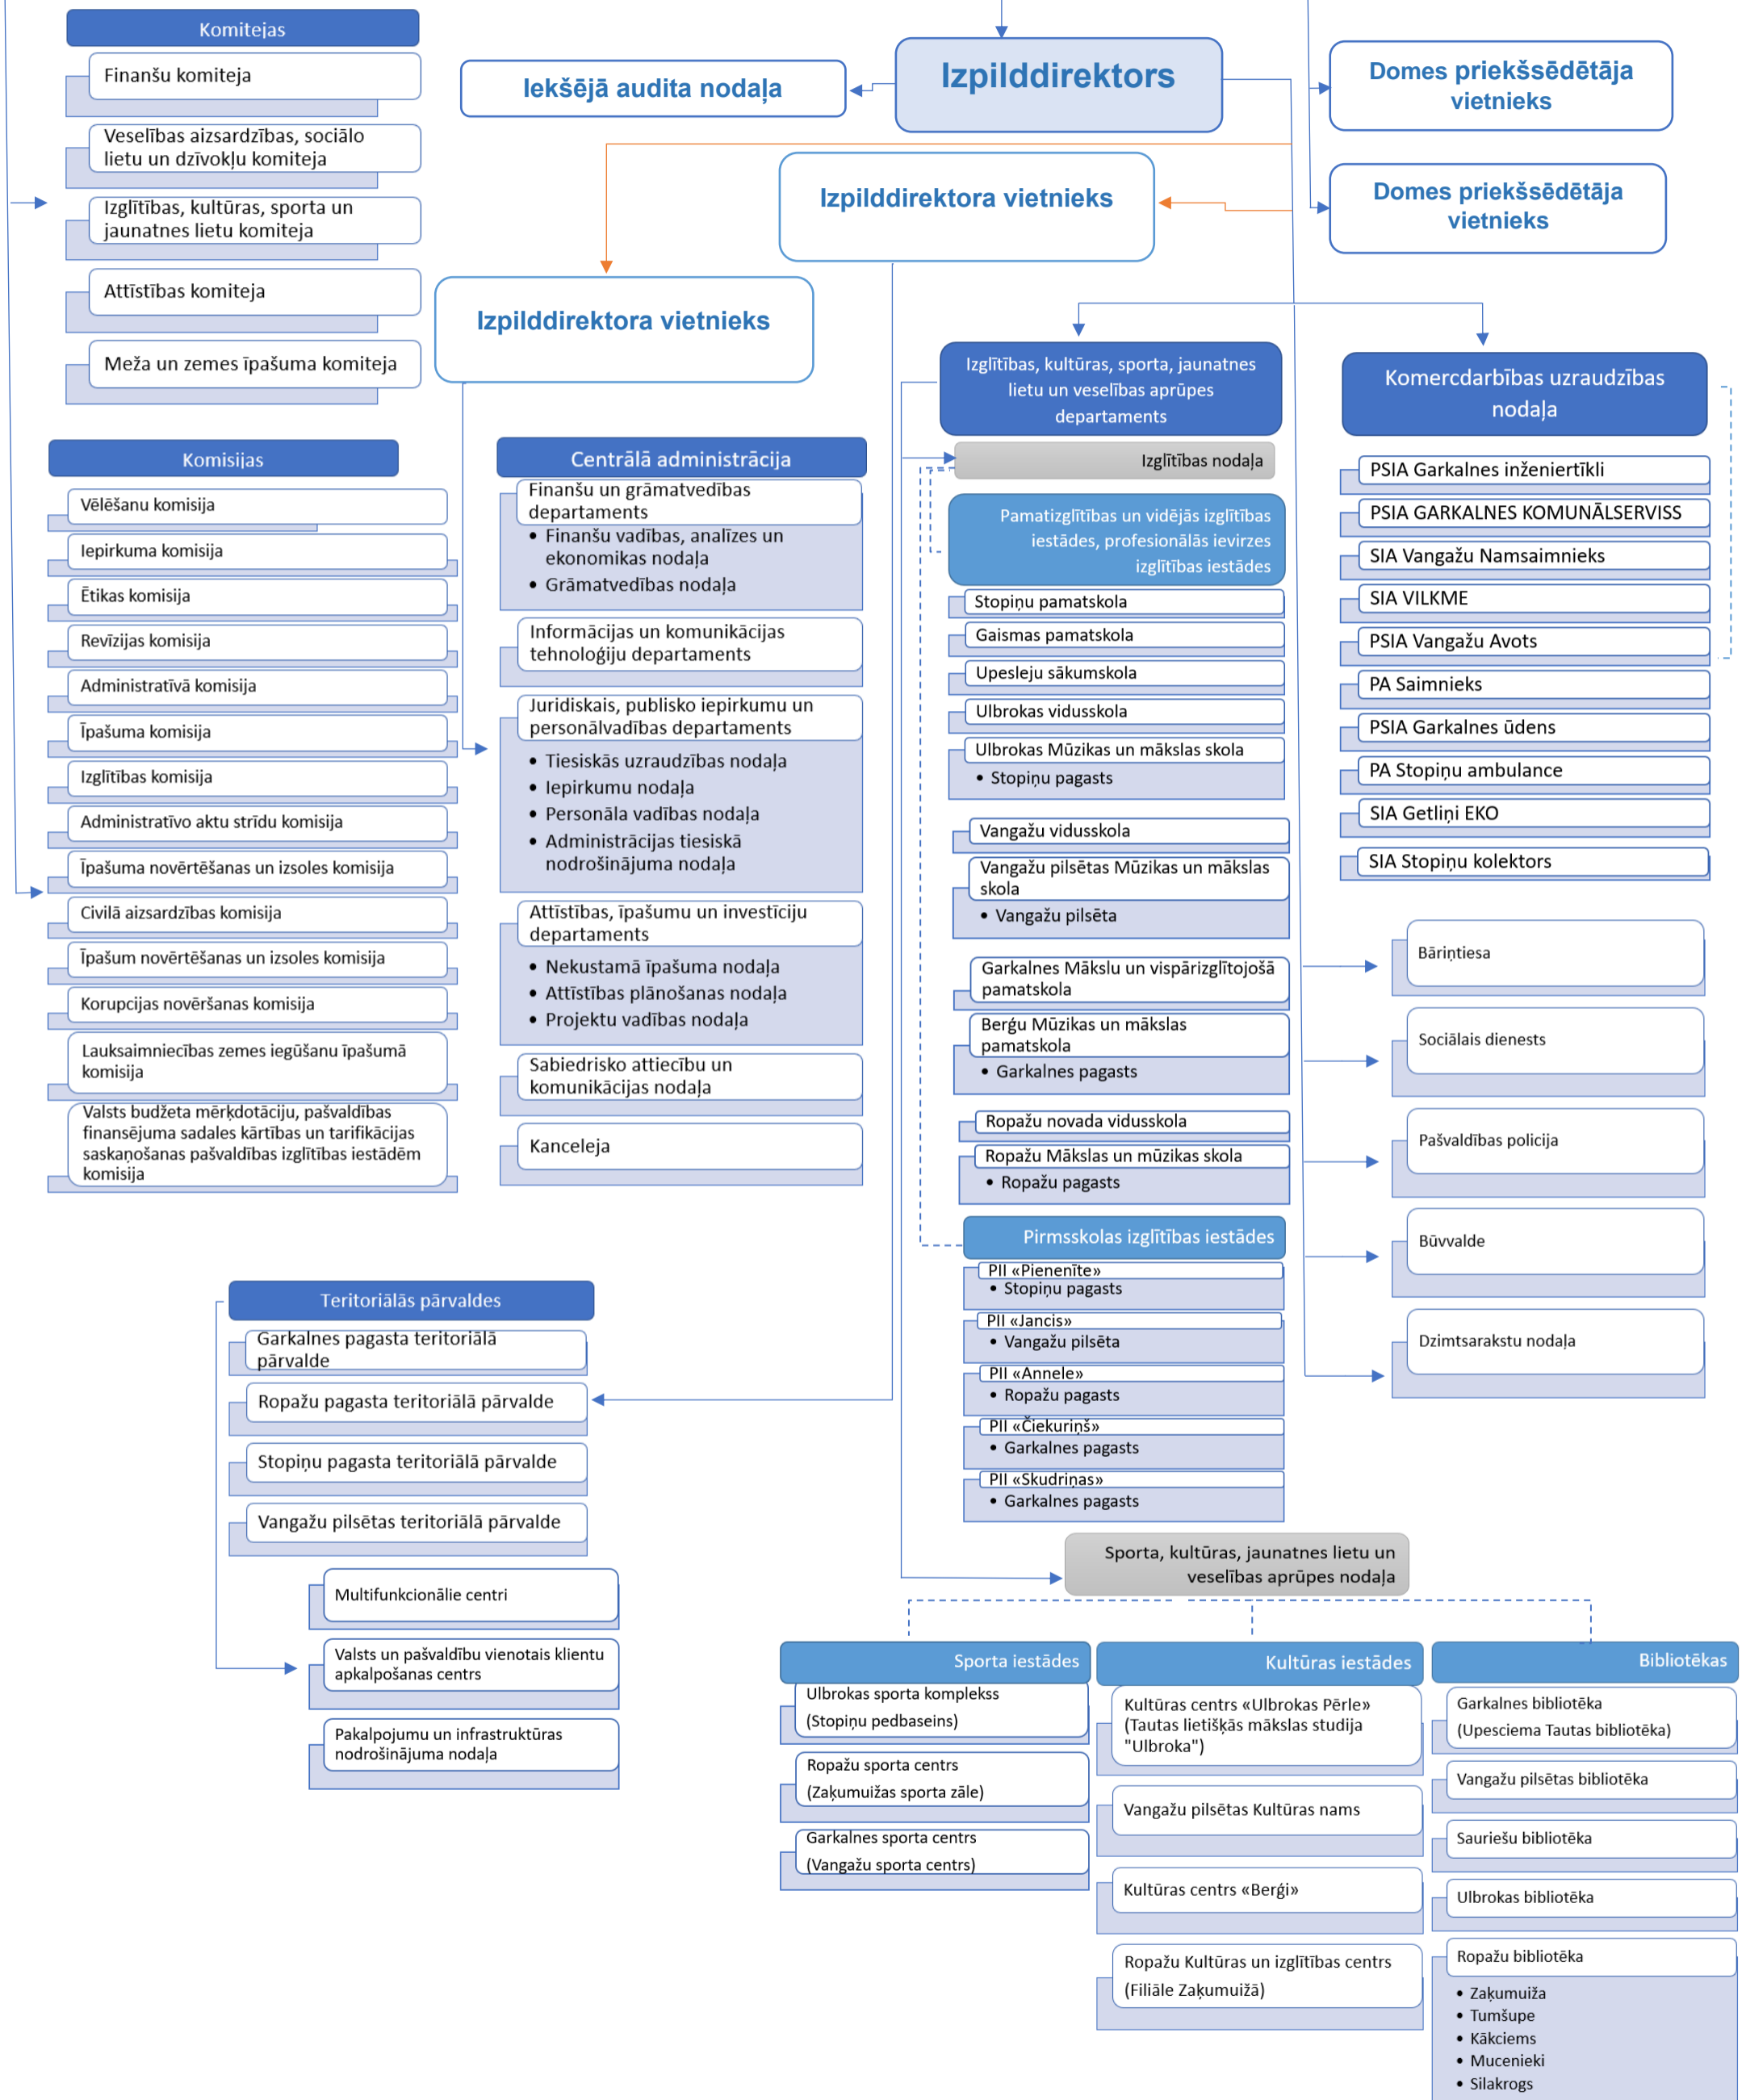 Komitejas
Finanšu komiteja
Veselības aizsardzības, sociālo
lietu un dzīvokļu komiteja
Izglītības, kultūras, sporta un
jaunatnes lietu komiteja
Attīstības komiteja
Meža un zemes īpašuma komiteja
Iekšējā audita nodaļa
Izpilddirektors
Domes priekšsēdētāja
vietnieks
Izpilddirektora vietnieks
Domes priekšsēdētāja
vietnieks
Izpilddirektora vietnieks
Komisijas
Vēlēšanu komisija
Iepirkuma komisija
Ētikas komisija
Revīzijas komisija
Administratīvā komisija
Īpašuma komisija
Izglītības komisija
Administratīvo aktu strīdu komisija
Īpašuma novērtēšanas un izsoles komisija
Civilā aizsardzības komisija
Īpašum novērtēšanas un izsoles komisija
Korupcijas novēršanas komisija
Lauksaimniecības zemes iegūšanu īpašumā
komisija
Valsts budžeta mērķdotāciju, pašvaldības
finansējuma sadales kārtības un tarifikācijas
saskaņošanas pašvaldības izglītības iestādēm
komisija
Centrālā administrācija
Finanšu un grāmatvedības
departaments
• Finanšu vadības, analīzes un
ekonomikas nodaļa
• Grāmatvedības nodaļa
Informācijas un komunikācijas
tehnoloģiju departaments
Juridiskais, publisko iepirkumu un
personālvadības departaments
• Tiesiskās uzraudzības nodaļa
• Iepirkumu nodaļa
• Personāla vadības nodaļa
• Administrācijas tiesiskā
nodrošinājuma nodaļa
Attīstības, īpašumu un investīciju
departaments
• Nekustamā īpašuma nodaļa
• Attīstības plānošanas nodaļa
• Projektu vadības nodaļa
Sabiedrisko attiecību un
komunikācijas nodaļa
Kanceleja
Izglītības, kultūras, sporta, jaunatnes
lietu un veselības aprūpes
departaments
Izglītības nodaļa
Pamatizglītības un vidējās izglītības
iestādes, profesionālās ievirzes
izglītības iestādes
Stopiņu pamatskola
Gaismas pamatskola
Upesleju sākumskola
Ulbrokas vidusskola
Ulbrokas Mūzikas un mākslas skola
• Stopiņu pagasts
Vangažu vidusskola
Vangažu pilsētas Mūzikas un mākslas
skola
• Vangažu pilsēta
Garkalnes Mākslu un vispārizglītojošā
pamatskola
Berģu Mūzikas un mākslas
pamatskola
• Garkalnes pagasts
Ropažu novada vidusskola
Ropažu Mākslas un mūzikas skola
• Ropažu pagasts
Pirmsskolas izglītības iestādes
PII «Pienenīte»
• Stopiņu pagasts
PII «Jancis»
• Vangažu pilsēta
PII «Annele»
• Ropažu pagasts
PII «Čiekuriņš»
• Garkalnes pagasts
PII «Skudriņas»
• Garkalnes pagasts
Komercdarbības uzraudzības
nodaļa
PSIA Garkalnes inženiertīkli
PSIA GARKALNES KOMUNĀLSERVISS
SIA Vangažu Namsaimnieks
SIA VILKME
PSIA Vangažu Avots
PA Saimnieks
PSIA Garkalnes ūdens
PA Stopiņu ambulance
SIA Getliņi EKO
SIA Stopiņu kolektors
Bāriņtiesa
Sociālais dienests
Pašvaldības policija
Būvvalde
Dzimtsarakstu nodaļa
Teritoriālās pārvaldes
Garkalnes pagasta teritoriālā
pārvalde
Ropažu pagasta teritoriālā pārvalde
Stopiņu pagasta teritoriālā pārvalde
Vangažu pilsētas teritoriālā pārvalde
Multifunkcionālie centri
Valsts un pašvaldību vienotais klientu
apkalpošanas centrs
Pakalpojumu un infrastruktūras
nodrošinājuma nodaļa
Sporta, kultūras, jaunatnes lietu un
veselības aprūpes nodaļa
Sporta iestādes
Ulbrokas sporta komplekss
(Stopiņu pedbaseins)
Ropažu sporta centrs
(Zaķumuižas sporta zāle)
Garkalnes sporta centrs
(Vangažu sporta centrs)
Kultūras iestādes
Kultūras centrs «Ulbrokas Pērle»
(Tautas lietišķās mākslas studija
"Ulbroka")
Vangažu pilsētas Kultūras nams
Kultūras centrs «Berģi»
Ropažu Kultūras un izglītības centrs
(Filiāle Zaķumuižā)
Bibliotēkas
Garkalnes bibliotēka
(Upesciema Tautas bibliotēka)
Vangažu pilsētas bibliotēka
Sauriešu bibliotēka
Ulbrokas bibliotēka
Ropažu bibliotēka
• Zaķumuiža
• Tumšupe
• Kākciems
• Mucenieki
• Silakrogs